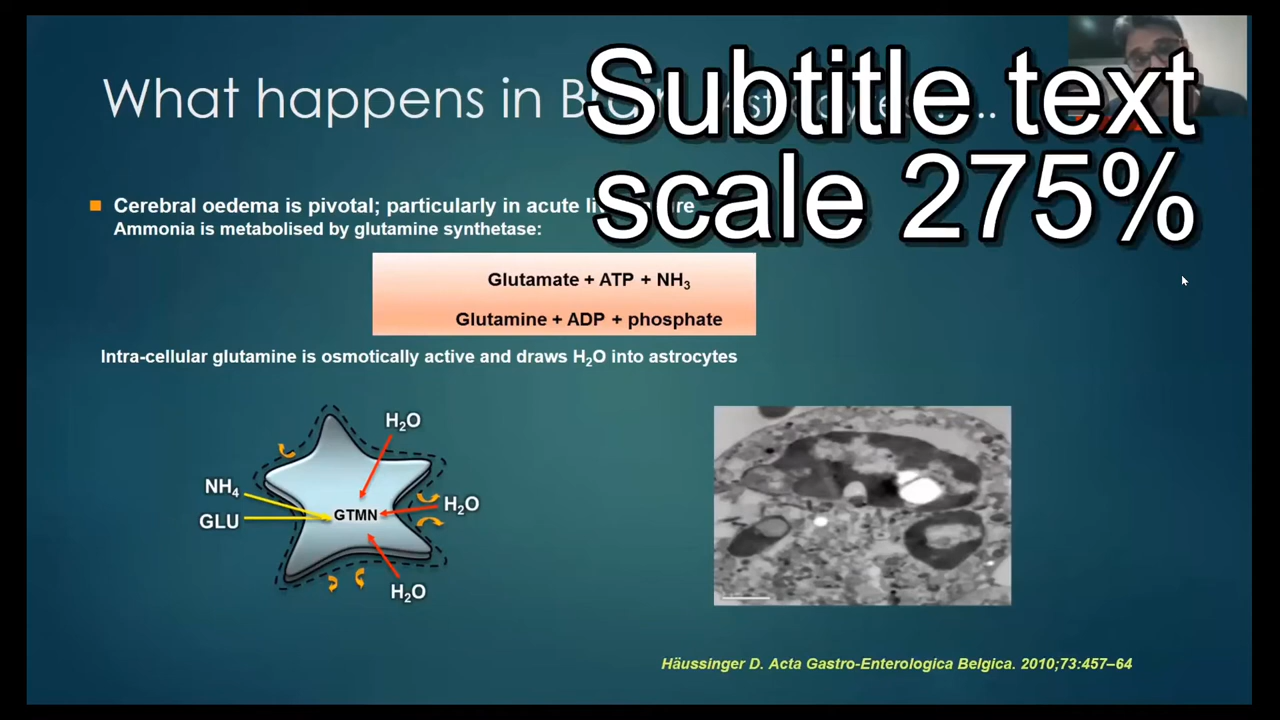 What happens in
Subtitle text
scale 275%
Cerebral oedema is pivotal; particularly in acute
Ammonia is metabolised by glutamine synthetase:
Glutamate + ATP + NH₃
Glutamine + ADP + phosphate
Intra-cellular glutamine is osmotically active and draws H₂O into astrocytes
H₂O
NH₄
H₂O
GTMN
GLU
H₂O
Häussinger D. Acta Gastro-Enterologica Belgica. 2010;73:457–64